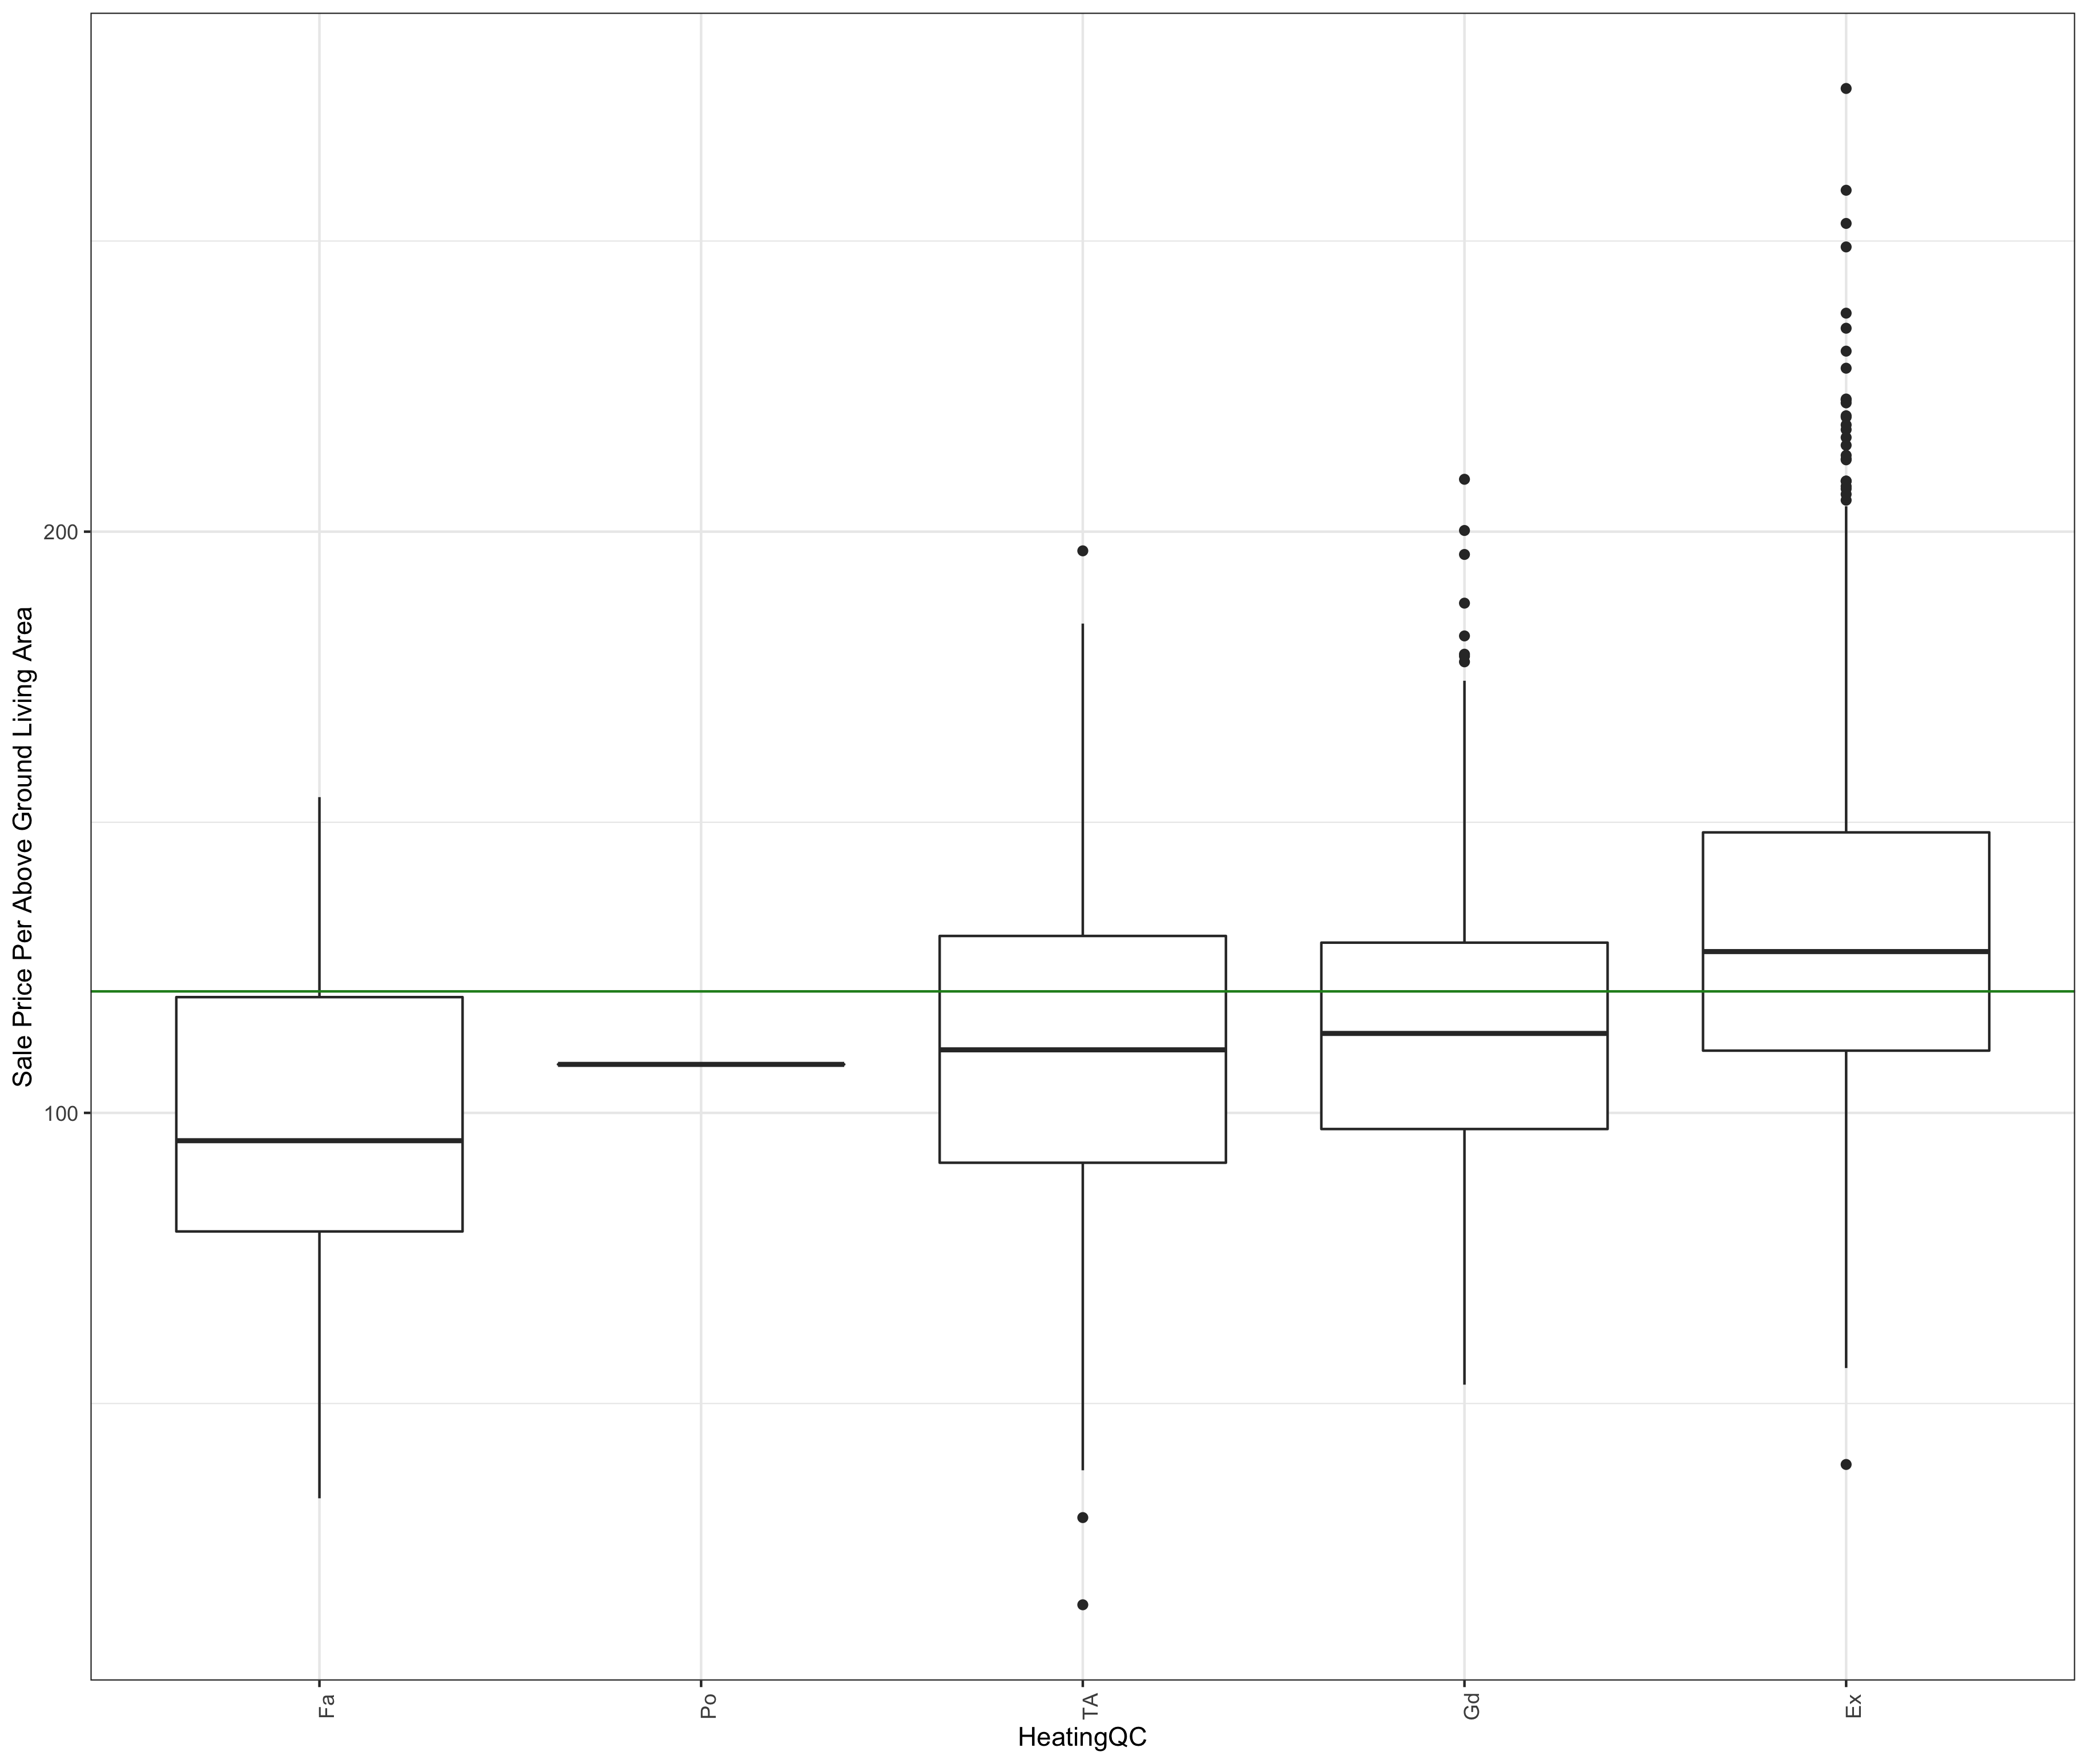 Sale Price Per Above Ground Living Area
200
100
Fa
Po
TA
Gd
Ex
HeatingQC